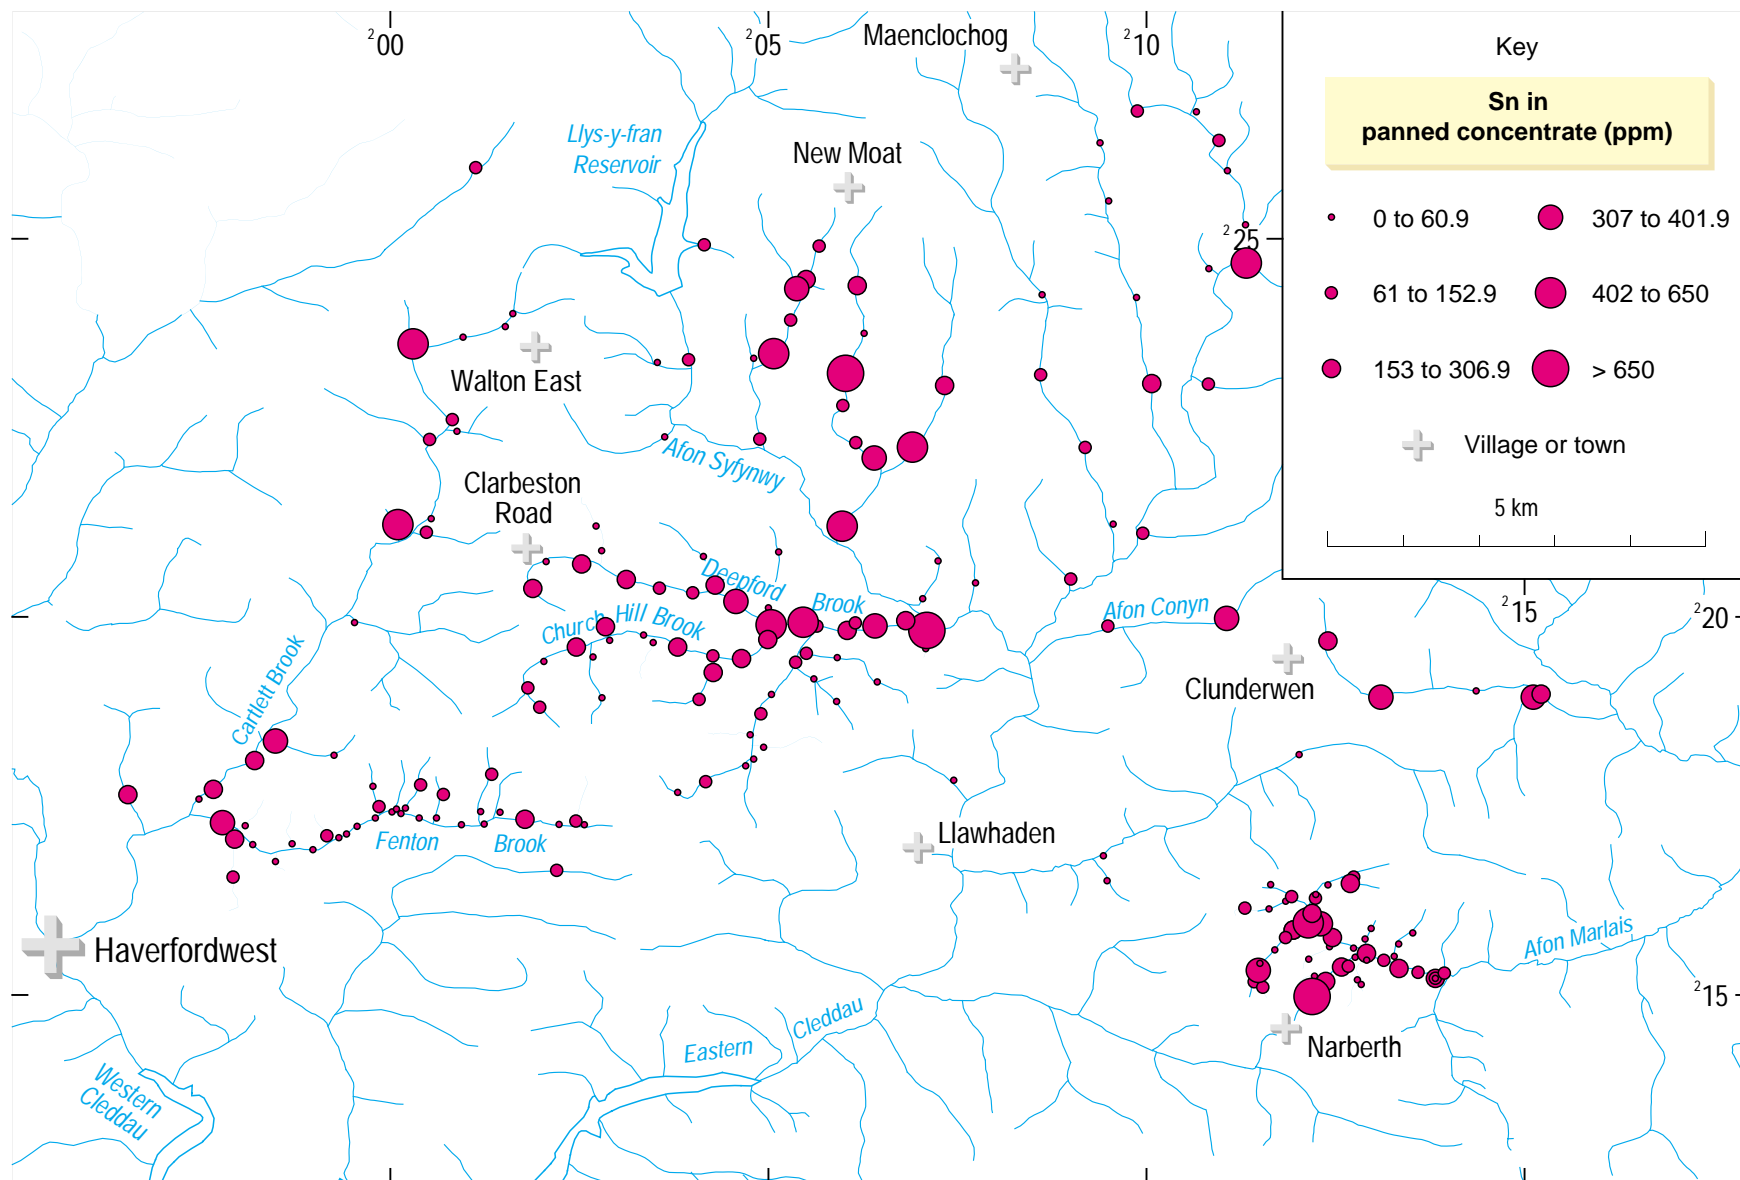 ²00
²05
²10
Maenclochog
Llys-y-fran
Reservoir
New Moat
²25
Walton East
Afon Syfynwy
Clarbeston
Road
Deepford
Brook
Church Hill Brook
Afon Conyn
²15
²20
Clunderwen
Cartlett Brook
Fenton
Brook
Llawhaden
Haverfordwest
Afon Marlais
²15
Narberth
Eastern
Cleddau
Western
Cleddau
Key
Sn in
panned concentrate (ppm)
0 to 60.9
307 to 401.9
61 to 152.9
402 to 650
153 to 306.9
> 650
Village or town
5 km